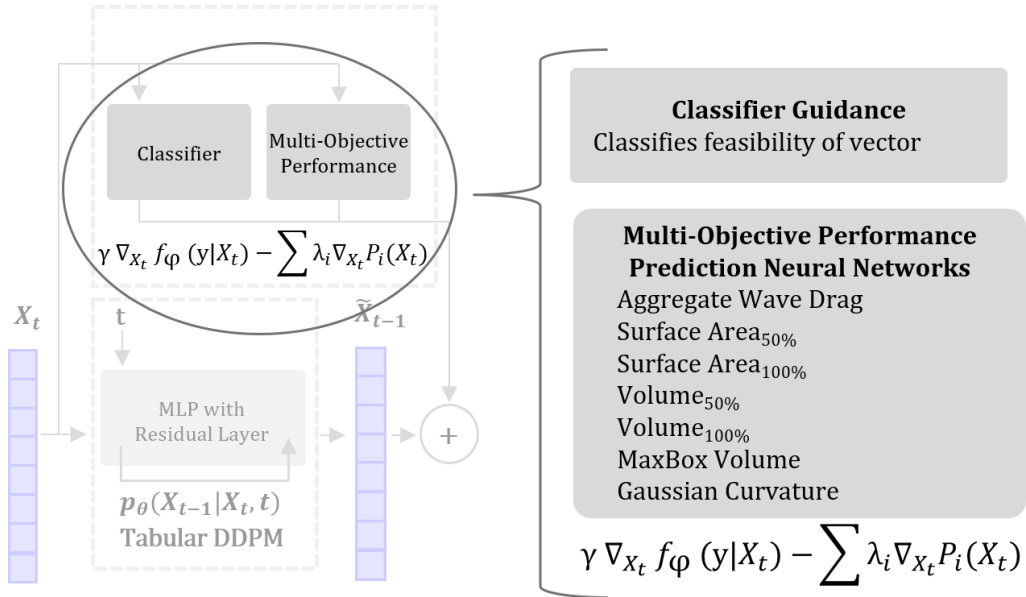 Classifier
Multi-Objective
Performance
γ ∇_{X_t} f_φ (y|X_t) − ∑ λ_i ∇_{X_t} P_i(X_t)
X_t
t
X̃_{t−1}
MLP with
Residual Layer
+
p_θ(X_{t−1}|X_t, t)
Tabular DDPM
Classifier Guidance
Classifies feasibility of vector
Multi-Objective Performance
Prediction Neural Networks
Aggregate Wave Drag
Surface Area_{50%}
Surface Area_{100%}
Volume_{50%}
Volume_{100%}
MaxBox Volume
Gaussian Curvature
γ ∇_{X_t} f_φ (y|X_t) − ∑ λ_i ∇_{X_t} P_i(X_t)